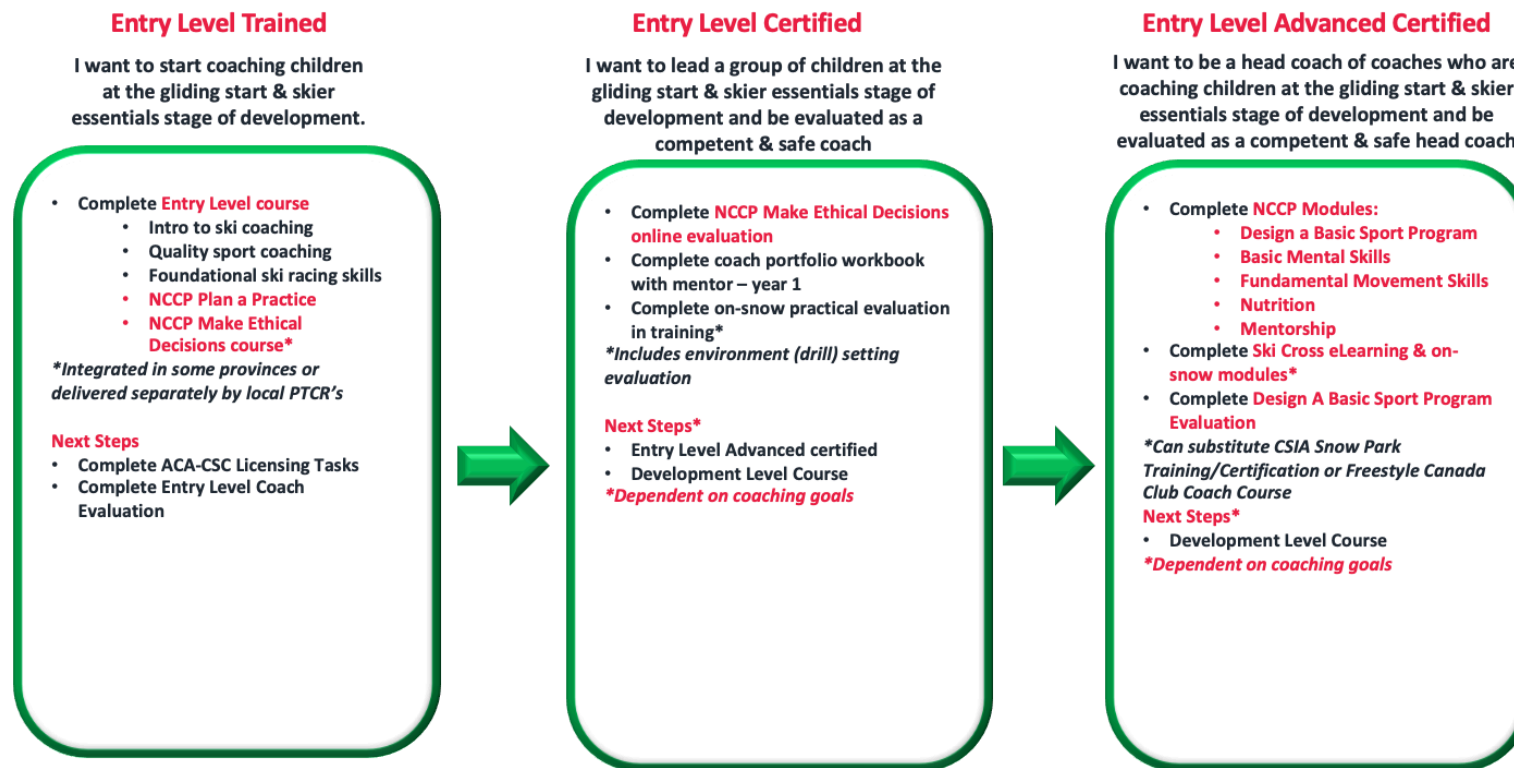 Entry Level Trained
I want to start coaching children
at the gliding start & skier
essentials stage of development.
• Complete Entry Level course
• Intro to ski coaching
• Quality sport coaching
• Foundational ski racing skills
• NCCP Plan a Practice
• NCCP Make Ethical
Decisions course*
*Integrated in some provinces or
delivered separately by local PTCR's
Next Steps
• Complete ACA-CSC Licensing Tasks
• Complete Entry Level Coach
Evaluation
Entry Level Certified
I want to lead a group of children at the
gliding start & skier essentials stage of
development and be evaluated as a
competent & safe coach
• Complete NCCP Make Ethical Decisions
online evaluation
• Complete coach portfolio workbook
with mentor – year 1
• Complete on-snow practical evaluation
in training*
*Includes environment (drill) setting
evaluation
Next Steps*
• Entry Level Advanced certified
• Development Level Course
*Dependent on coaching goals
Entry Level Advanced Certified
I want to be a head coach of coaches who are
coaching children at the gliding start & skier
essentials stage of development and be
evaluated as a competent & safe head coach
• Complete NCCP Modules:
• Design a Basic Sport Program
• Basic Mental Skills
• Fundamental Movement Skills
• Nutrition
• Mentorship
• Complete Ski Cross eLearning & on-
snow modules*
• Complete Design A Basic Sport Program
Evaluation
*Can substitute CSIA Snow Park
Training/Certification or Freestyle Canada
Club Coach Course
Next Steps*
• Development Level Course
*Dependent on coaching goals